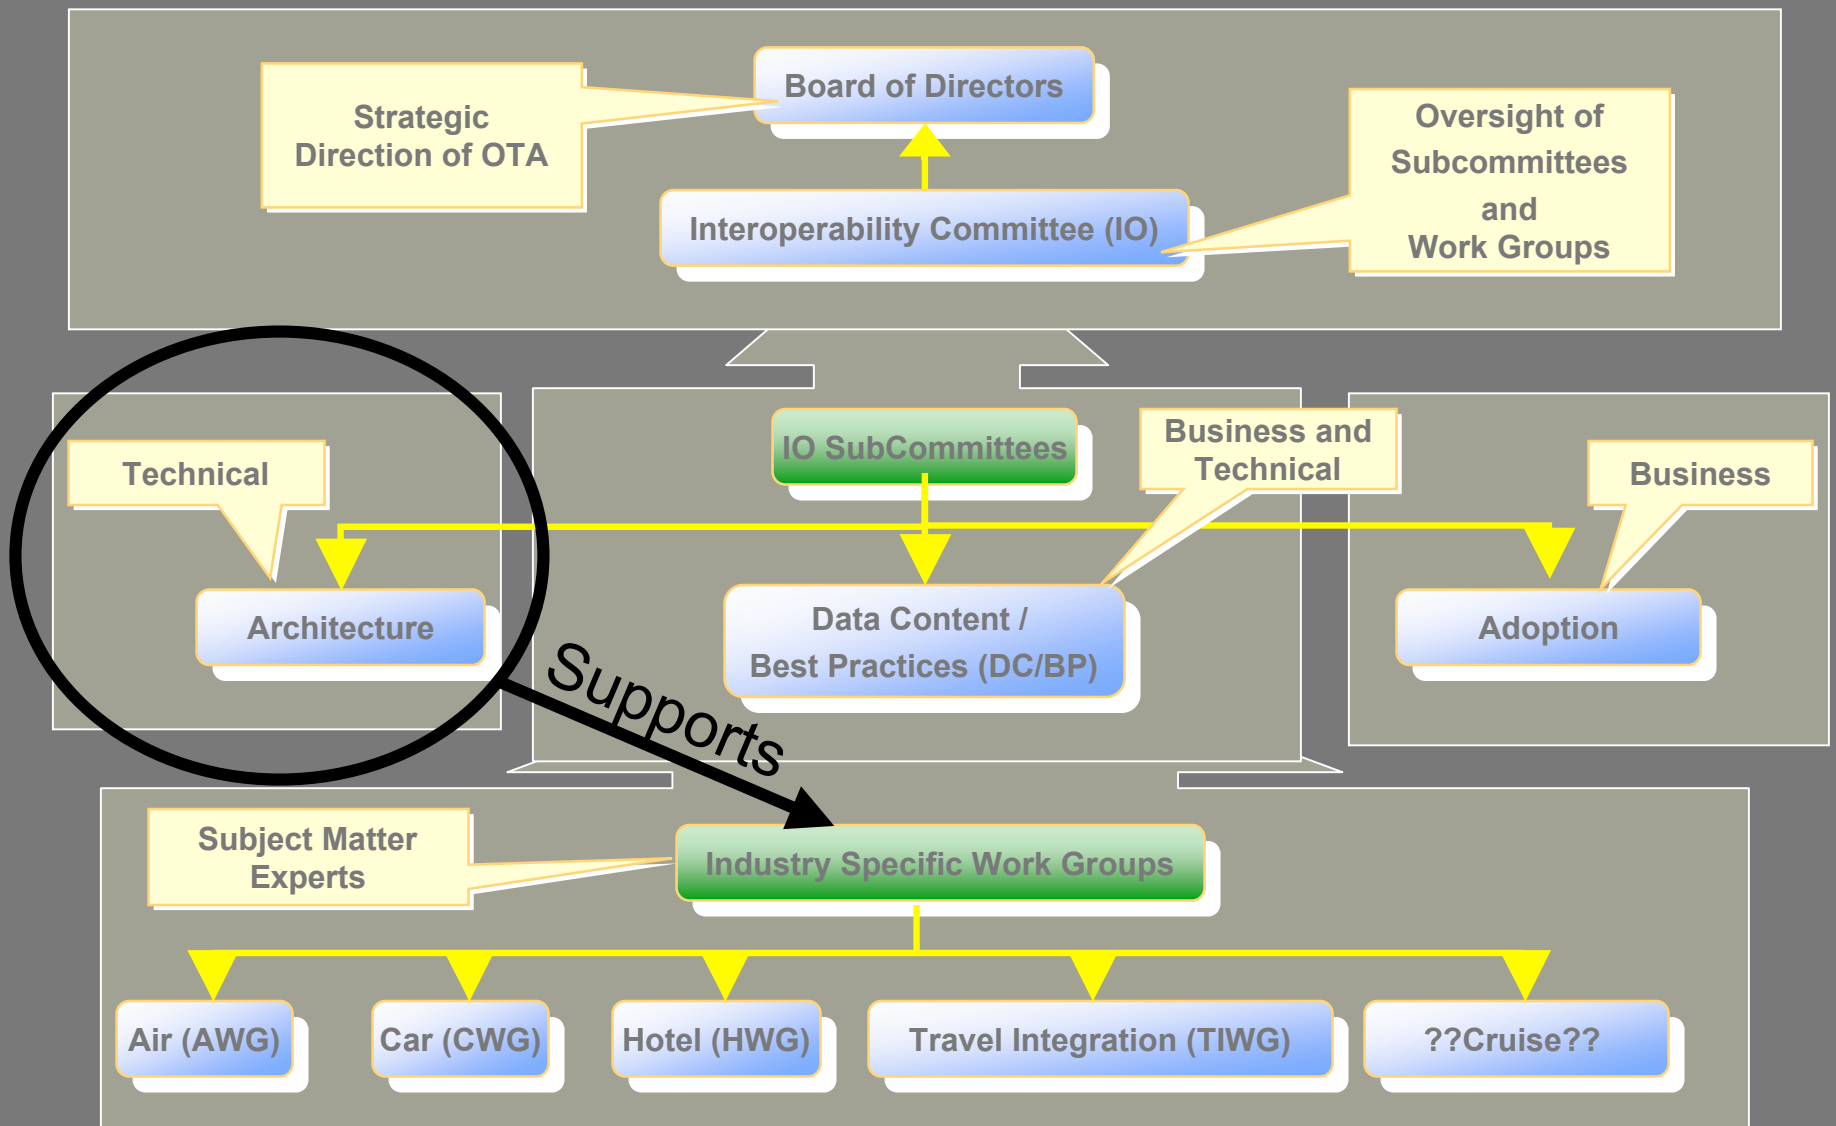 Board of Directors
Strategic
Direction of OTA
Oversight of
Subcommittees
and
Work Groups
Interoperability Committee (IO)
IO SubCommittees
Technical
Business and
Technical
Business
Architecture
Data Content /
Best Practices (DC/BP)
Adoption
Supports
Subject Matter
Experts
Industry Specific Work Groups
Air (AWG)
Car (CWG)
Hotel (HWG)
Travel Integration (TIWG)
??Cruise??